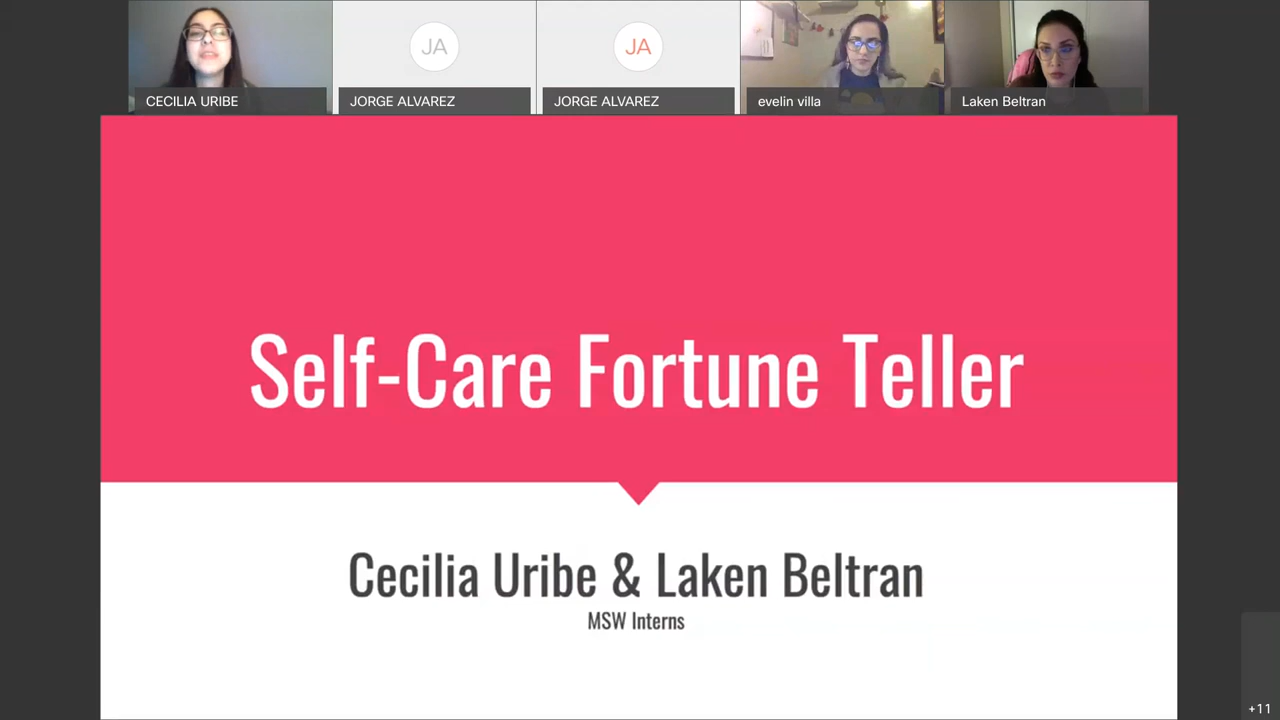 JA
JA
CECILIA URIBE
JORGE ALVAREZ
JORGE ALVAREZ
evelin villa
Laken Beltran
Self-Care Fortune Teller
Cecilia Uribe & Laken Beltran
MSW Interns
+11